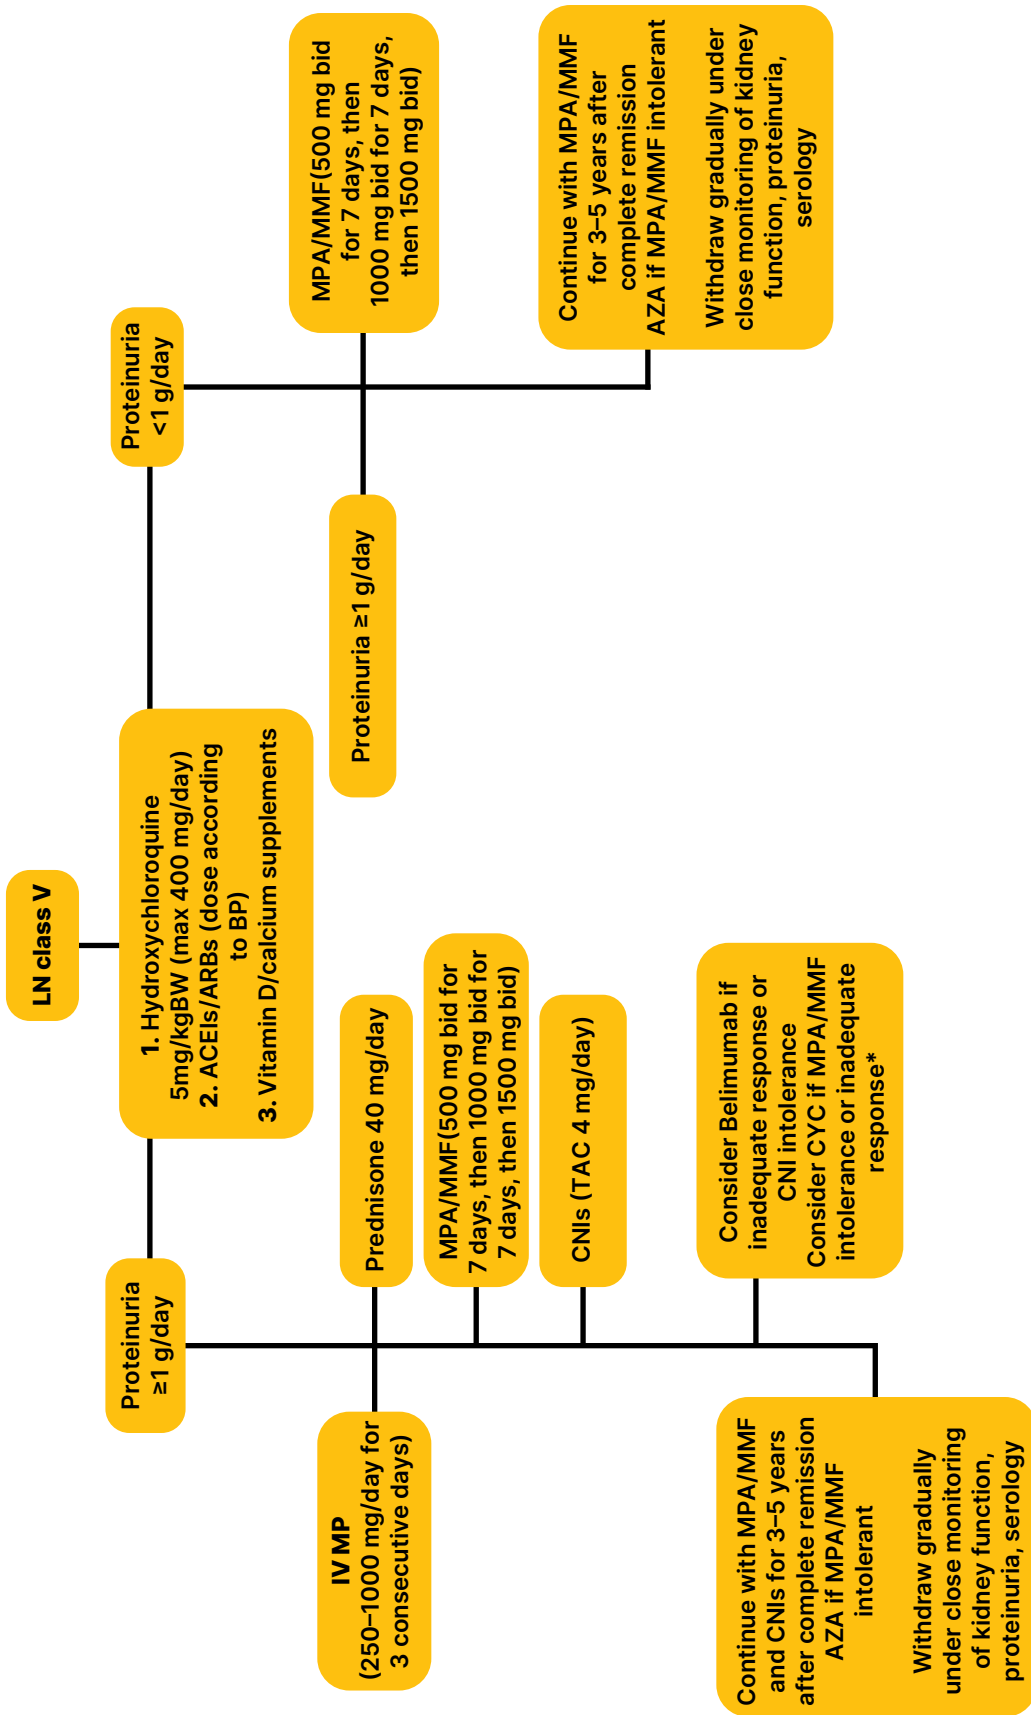 LN class V
1. Hydroxychloroquine
5mg/kgBW (max 400 mg/day)
2. ACEIs/ARBs (dose according
to BP)
3. Vitamin D/calcium supplements
Proteinuria
≥1 g/day
IV MP
(250–1000 mg/day for
3 consecutive days)
Prednisone 40 mg/day
MPA/MMF(500 mg bid for
7 days, then 1000 mg bid for
7 days, then 1500 mg bid)
CNIs (TAC 4 mg/day)
Consider Belimumab if
inadequate response or
CNI intolerance
Consider CYC if MPA/MMF
intolerance or inadequate
response*
Continue with MPA/MMF
and CNIs for 3–5 years
after complete remission
AZA if MPA/MMF
intolerant
Withdraw gradually
under close monitoring
of kidney function,
proteinuria, serology
Proteinuria
<1 g/day
Proteinuria ≥1 g/day
MPA/MMF(500 mg bid
for 7 days, then
1000 mg bid for 7 days,
then 1500 mg bid)
Continue with MPA/MMF
for 3–5 years after
complete remission
AZA if MPA/MMF intolerant
Withdraw gradually under
close monitoring of kidney
function, proteinuria,
serology